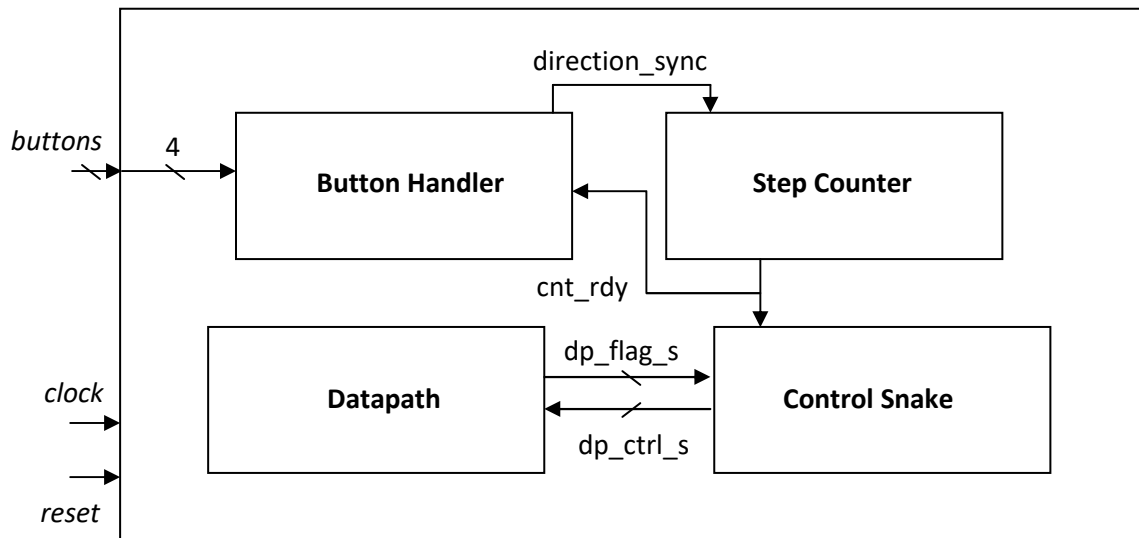 direction_sync
buttons
4
Button Handler
Step Counter
cnt_rdy
dp_flag_s
clock
Datapath
Control Snake
dp_ctrl_s
reset